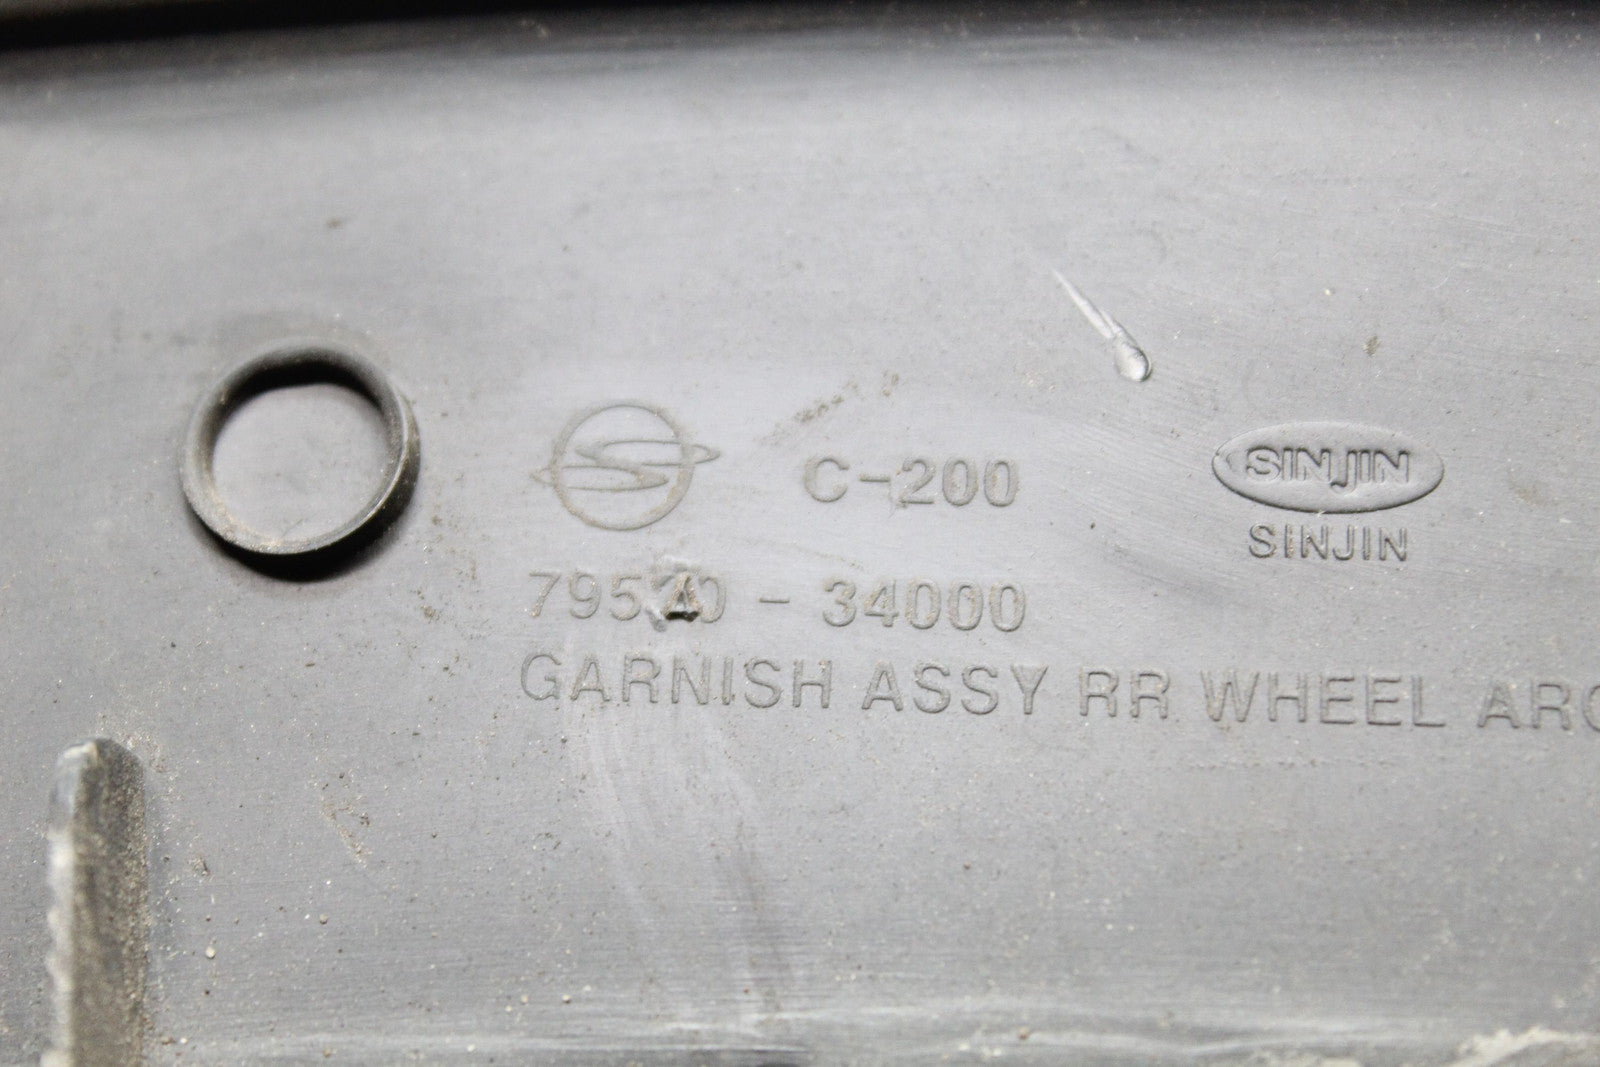 C-200
SINJIN
SINJIN
- 34000
GARNISH ASSY RR WHEEL